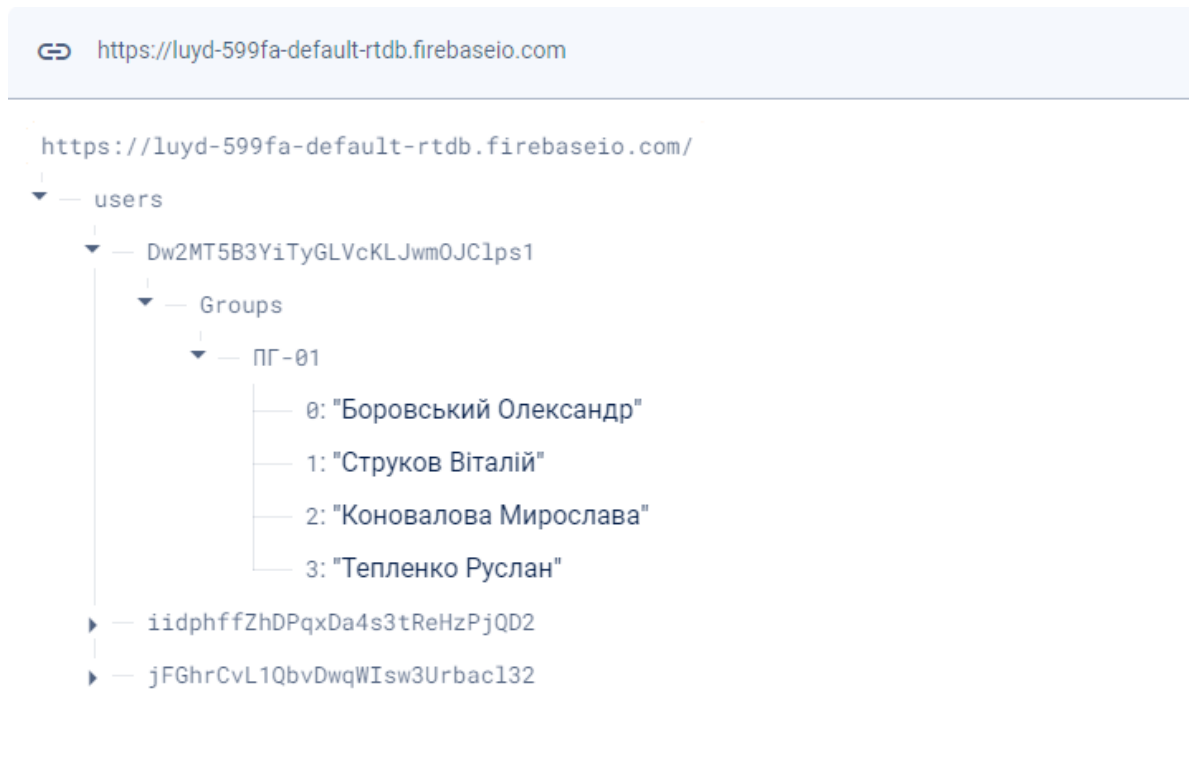 https://luyd-599fa-default-rtdb.firebaseio.com
https://luyd-599fa-default-rtdb.firebaseio.com/
users
Dw2MT5B3YiTyGLVcKLJwmOJClps1
Groups
ПГ-01
0: "Боровський Олександр"
1: "Струков Віталій"
2: "Коновалова Мирослава"
3: "Тепленко Руслан"
iidphffZhDPqxDa4s3tReHzPjQD2
jFGhrCvL1QbvDwqWIsw3Urbacl32